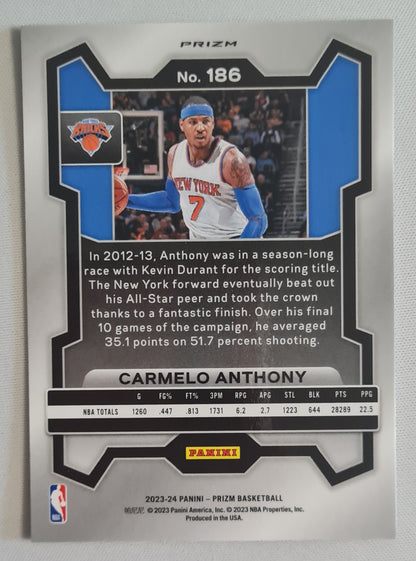 PRIZM
No. 186
NEW YORK
KNICKS
NEW YORK
7
In 2012-13, Anthony was in a season-long
race with Kevin Durant for the scoring title.
The New York forward eventually beat out
his All-Star peer and took the crown
thanks to a fantastic finish. Over his final
10 games of the campaign, he averaged
35.1 points on 51.7 percent shooting.
CARMELO ANTHONY
G FG% FT% 3PM RPG APG STL BLK PTS PPG
NBA TOTALS 1260 .447 .813 1731 6.2 2.7 1223 644 28289 22.5
PANINI
2023-24 PANINI – PRIZM BASKETBALL
© 2023 Panini America, Inc. © 2023 NBA Properties, Inc.
Produced in the USA.
NBA